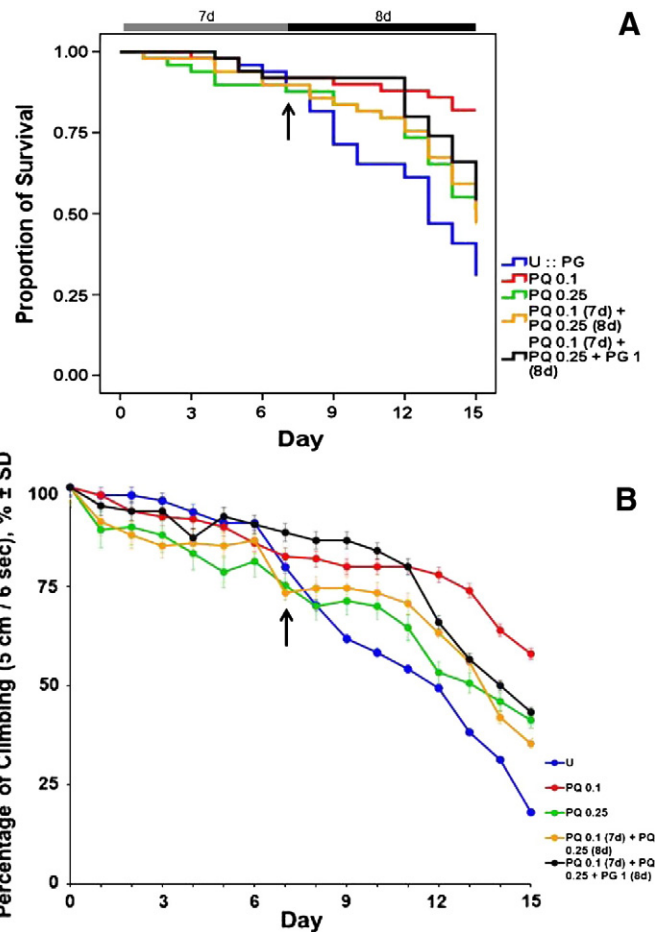 7d 8d
A
1.00
0.75
0.50
0.25
0.00
Proportion of Survival
0 3 6 9 12 15
Day
U :: PG
PQ 0.1
PQ 0.25
PQ 0.1 (7d) +
PQ 0.25 (8d)
PQ 0.1 (7d) +
PQ 0.25 + PG 1
(8d)
B
100
75
50
25
0
Percentage of Climbing (5 cm / 6 sec), % ± SD
0 3 6 9 12 15
Day
U
PQ 0.1
PQ 0.25
PQ 0.1 (7d) + PQ
0.25 (8d)
PQ 0.1 (7d) + PQ
0.25 + PG 1 (8d)